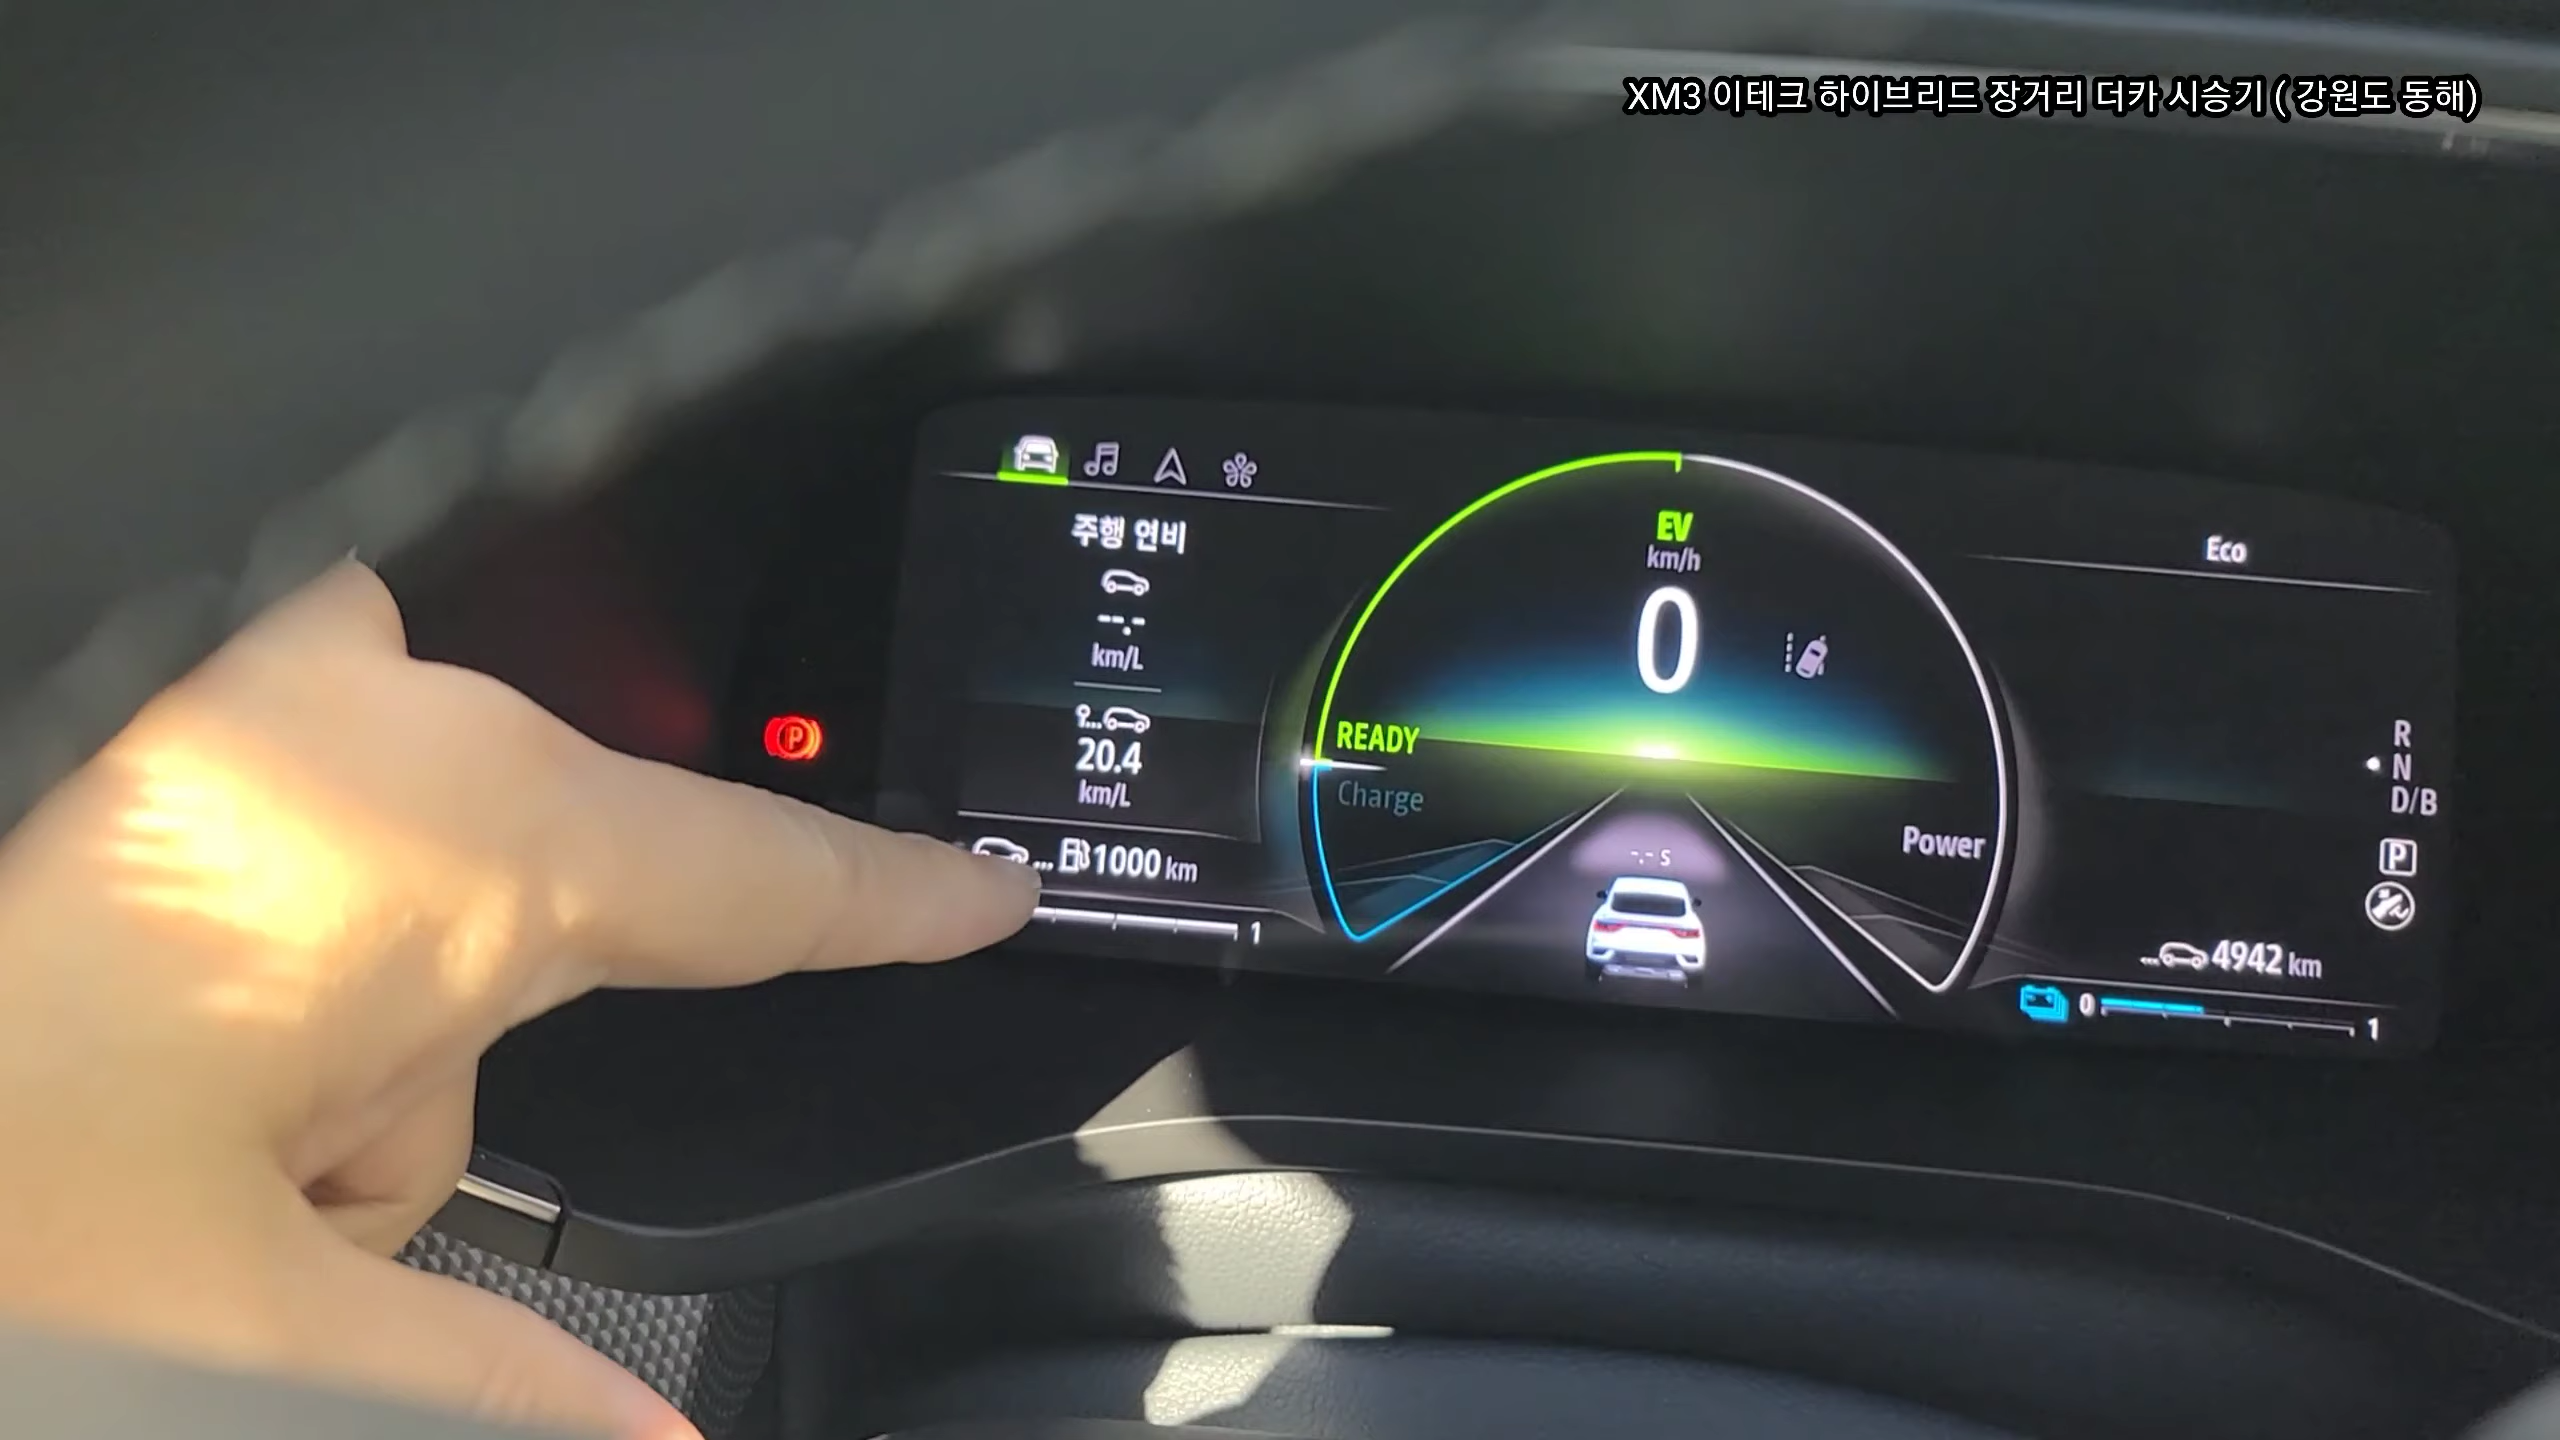 XM3 이테크 하이브리드 장거리 더카 시승기 ( 강원도 동해)
주행 연비
--.-
km/L
20.4
km/L
1000 km
1
EV
km/h
0
READY
Charge
Power
-.- s
Eco
R
N
D/B
P
4942 km
0
1
P